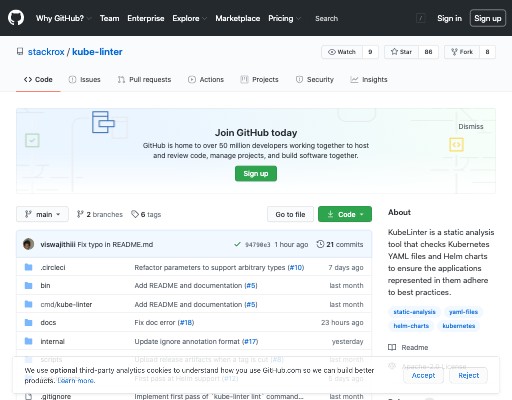 Why GitHub? Team Enterprise Explore Marketplace Pricing Search / Sign in Sign up
stackrox / kube-linter
Watch 9 Star 86 Fork 8
Code Issues Pull requests Actions Projects Security Insights
Join GitHub today
Dismiss
GitHub is home to over 50 million developers working together to host
and review code, manage projects, and build software together.
Sign up
main 2 branches 6 tags Go to file Code
viswajithiii Fix typo in README.md 94790e3 1 hour ago 21 commits
.circleci Refactor parameters to support arbitrary types (#10) 7 days ago
bin Add README and documentation (#5) last month
cmd/kube-linter Add README and documentation (#5) last month
docs Fix doc error (#18) 23 hours ago
internal Update ignore annotation format (#17) yesterday
scripts Upload release artifacts when a tag is cut (#8) last month
.gitignore Implement first pass of `kube-linter lint` command... last month
About
KubeLinter is a static analysis
tool that checks Kubernetes
YAML files and Helm charts
to ensure the applications
represented in them adhere
to best practices.
static-analysis yaml-files
helm-charts kubernetes
Readme
Apache-2.0 License
We use optional third-party analytics cookies to understand how you use GitHub.com so we can build better
products. Learn more.
Accept Reject